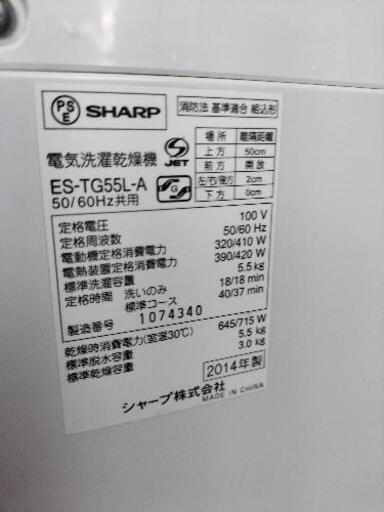 PS E SHARP
消防法 基準適合 組込形
電気洗濯乾燥機 S JET
ES-TG55L-A
50/60Hz共用
場所 離隔距離
上方 50cm
前方 開放
左/右/後方 2cm
下方 0cm
定格電圧 100 V
定格周波数 50/60 Hz
電動機定格消費電力 320/410 W
電熱装置定格消費電力 390/420 W
標準洗濯容量 5.5 kg
定格時間 洗いのみ 18/18 min
標準コース 40/37 min
製造番号 1074340
乾燥時消費電力(室温30℃) 645/715 W
標準脱水容量 5.5 kg
標準乾燥容量 3.0 kg
2014年製
シャープ株式会社
MADE IN CHINA